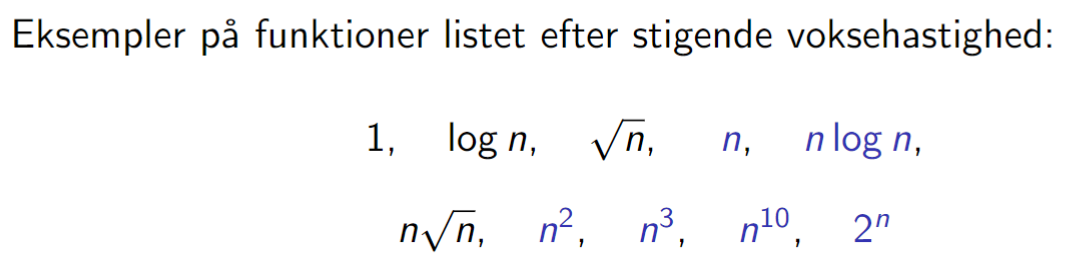 Eksempler på funktioner listet efter stigende voksehastighed:
1, log n, √n, n, n log n,
n√n, n², n³, n¹⁰, 2ⁿ